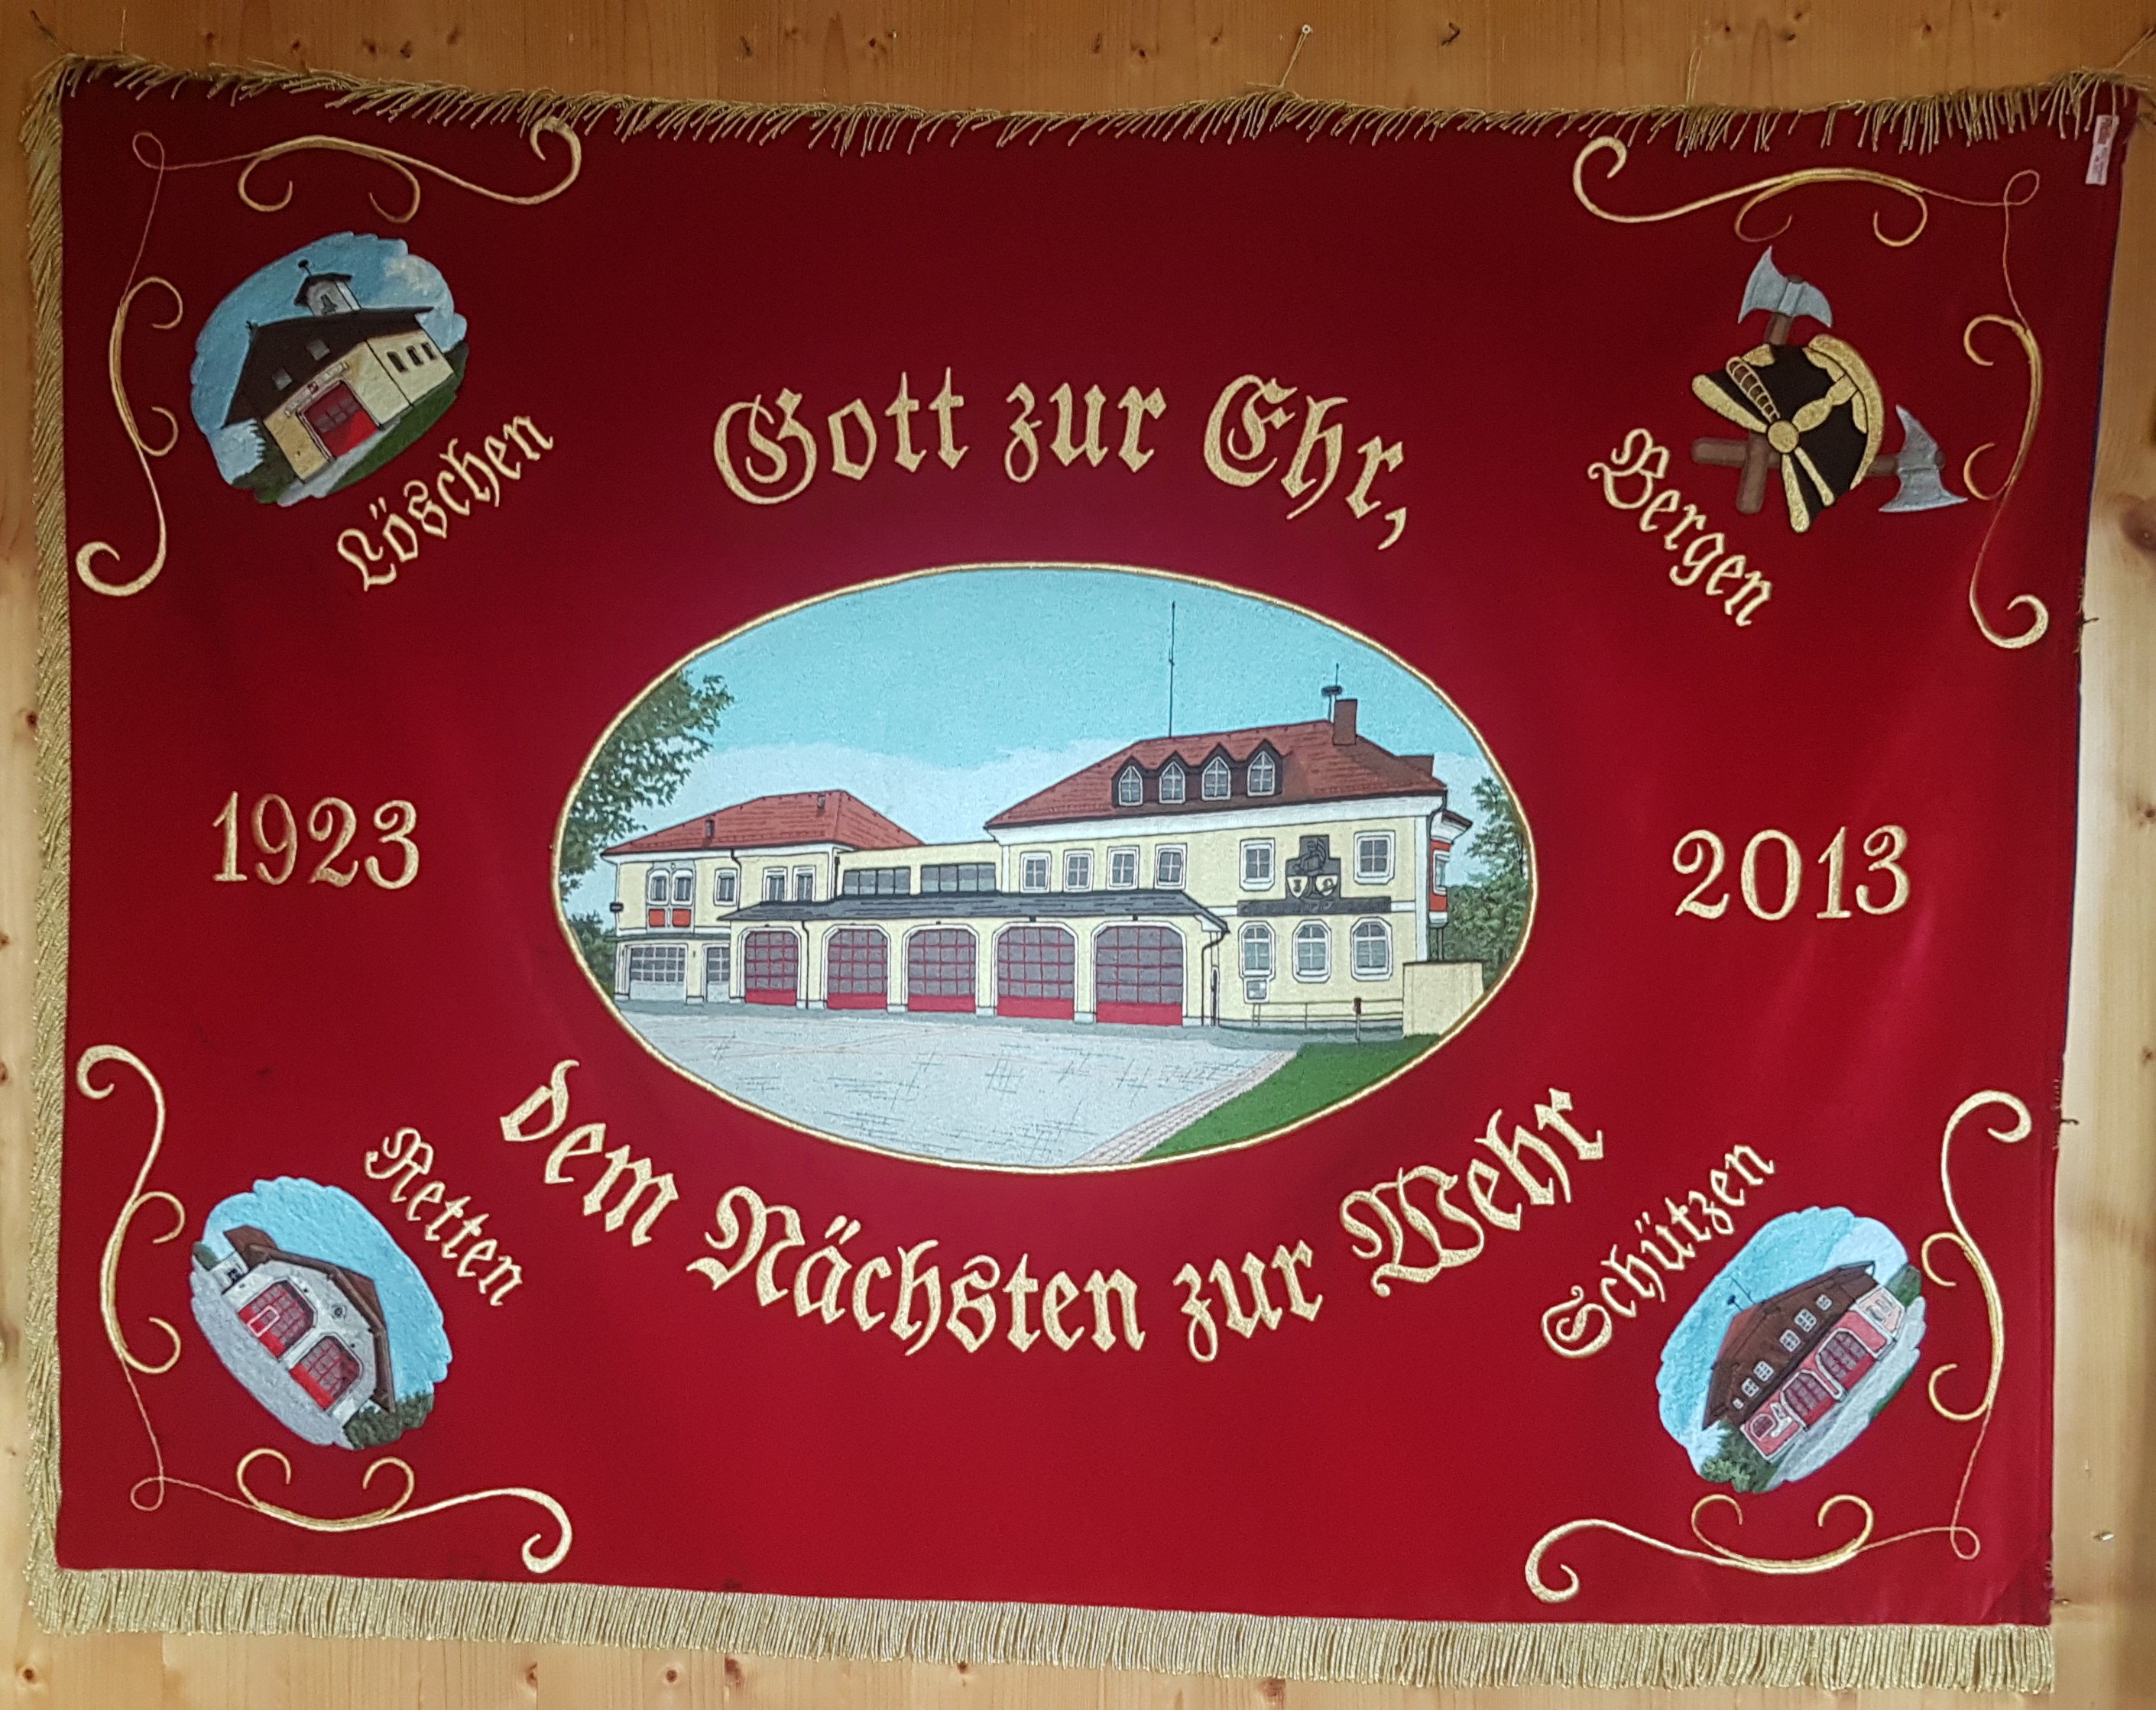 Gott zur Ehr,
Löschen
Bergen
1923
2013
Retten
dem Nächsten zur Wehr
Schützen